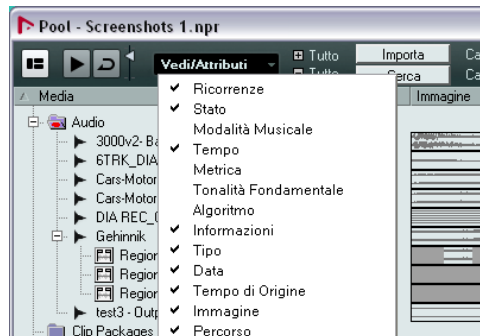 Pool - Screenshots 1.npr
Vedi/Attributi
Tutto
Importa
Tutto
Cerca
Media
Immagine
Ricorrenze
Stato
Modalità Musicale
Tempo
Metrica
Tonalità Fondamentale
Algoritmo
Informazioni
Tipo
Data
Tempo di Origine
Immagine
Percorso
Audio
3000v2- Ba
6TRK_DIA
Cars-Motor
Cars-Motor
DIA REC_
Gehinnik
Region
Region
Region
test3 - Outp
Clip Packages